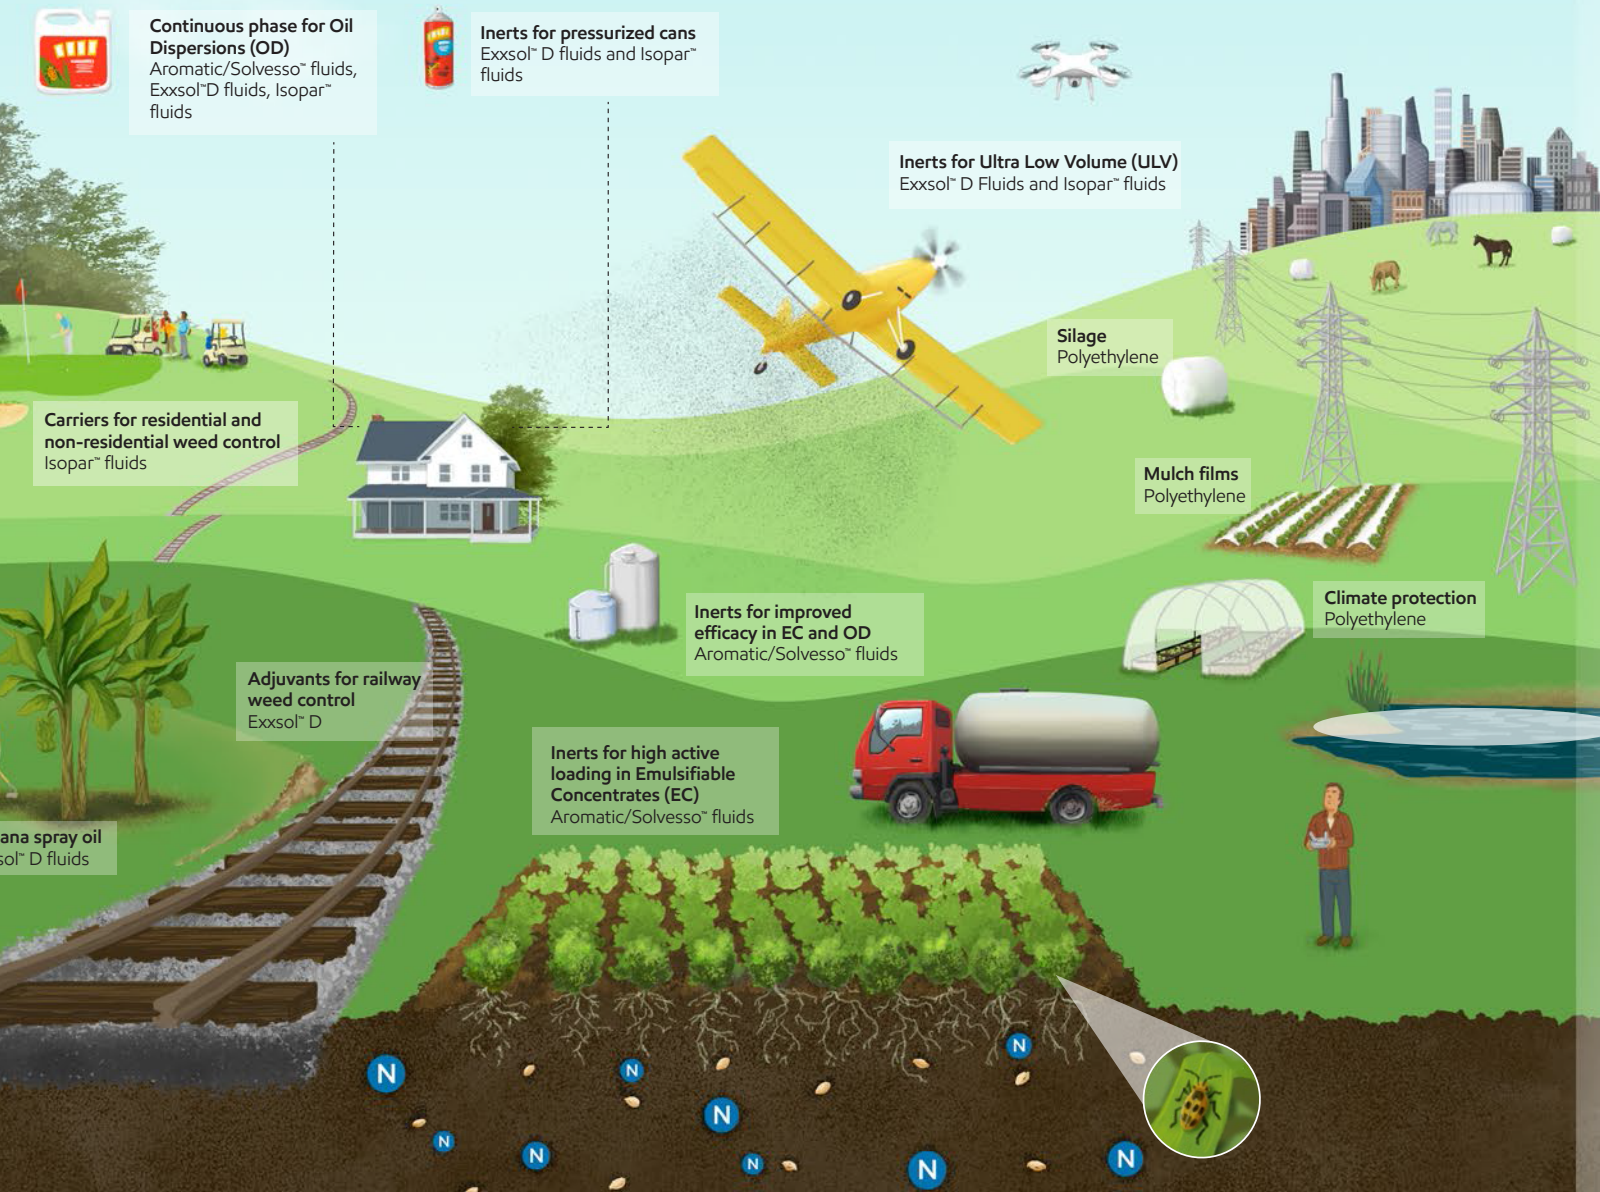 Continuous phase for Oil
Dispersions (OD)
Aromatic/Solvesso™ fluids,
Exxsol™D fluids, Isopar™
fluids
Inerts for pressurized cans
Exxsol™ D fluids and Isopar™
fluids
Inerts for Ultra Low Volume (ULV)
Exxsol™ D Fluids and Isopar™ fluids
Silage
Polyethylene
Carriers for residential and
non-residential weed control
Isopar™ fluids
Mulch films
Polyethylene
Climate protection
Polyethylene
Inerts for improved
efficacy in EC and OD
Aromatic/Solvesso™ fluids
Adjuvants for railway
weed control
Exxsol™ D
Inerts for high active
loading in Emulsifiable
Concentrates (EC)
Aromatic/Solvesso™ fluids
ana spray oil
sol™ D fluids
N
N
N
N
N
N
N
N
N